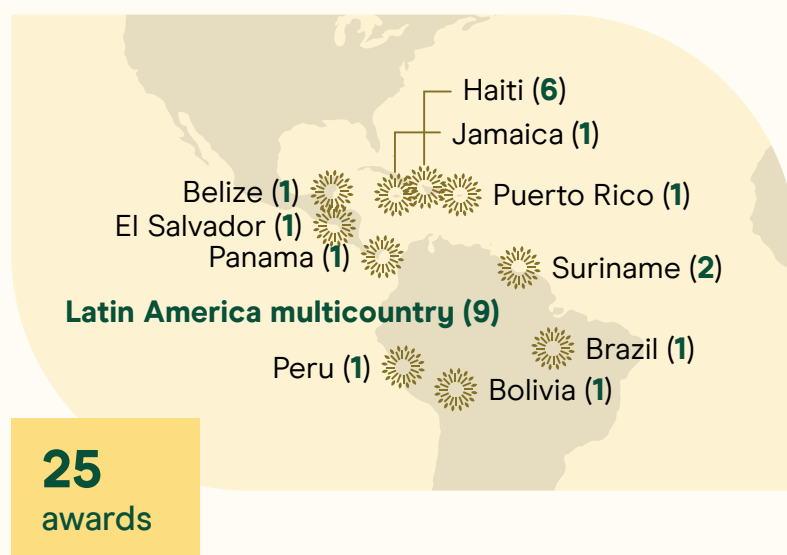 Haiti (6)
Jamaica (1)
Belize (1)
Puerto Rico (1)
El Salvador (1)
Panama (1)
Suriname (2)
Latin America multicountry (9)
Brazil (1)
Peru (1)
Bolivia (1)
25
awards